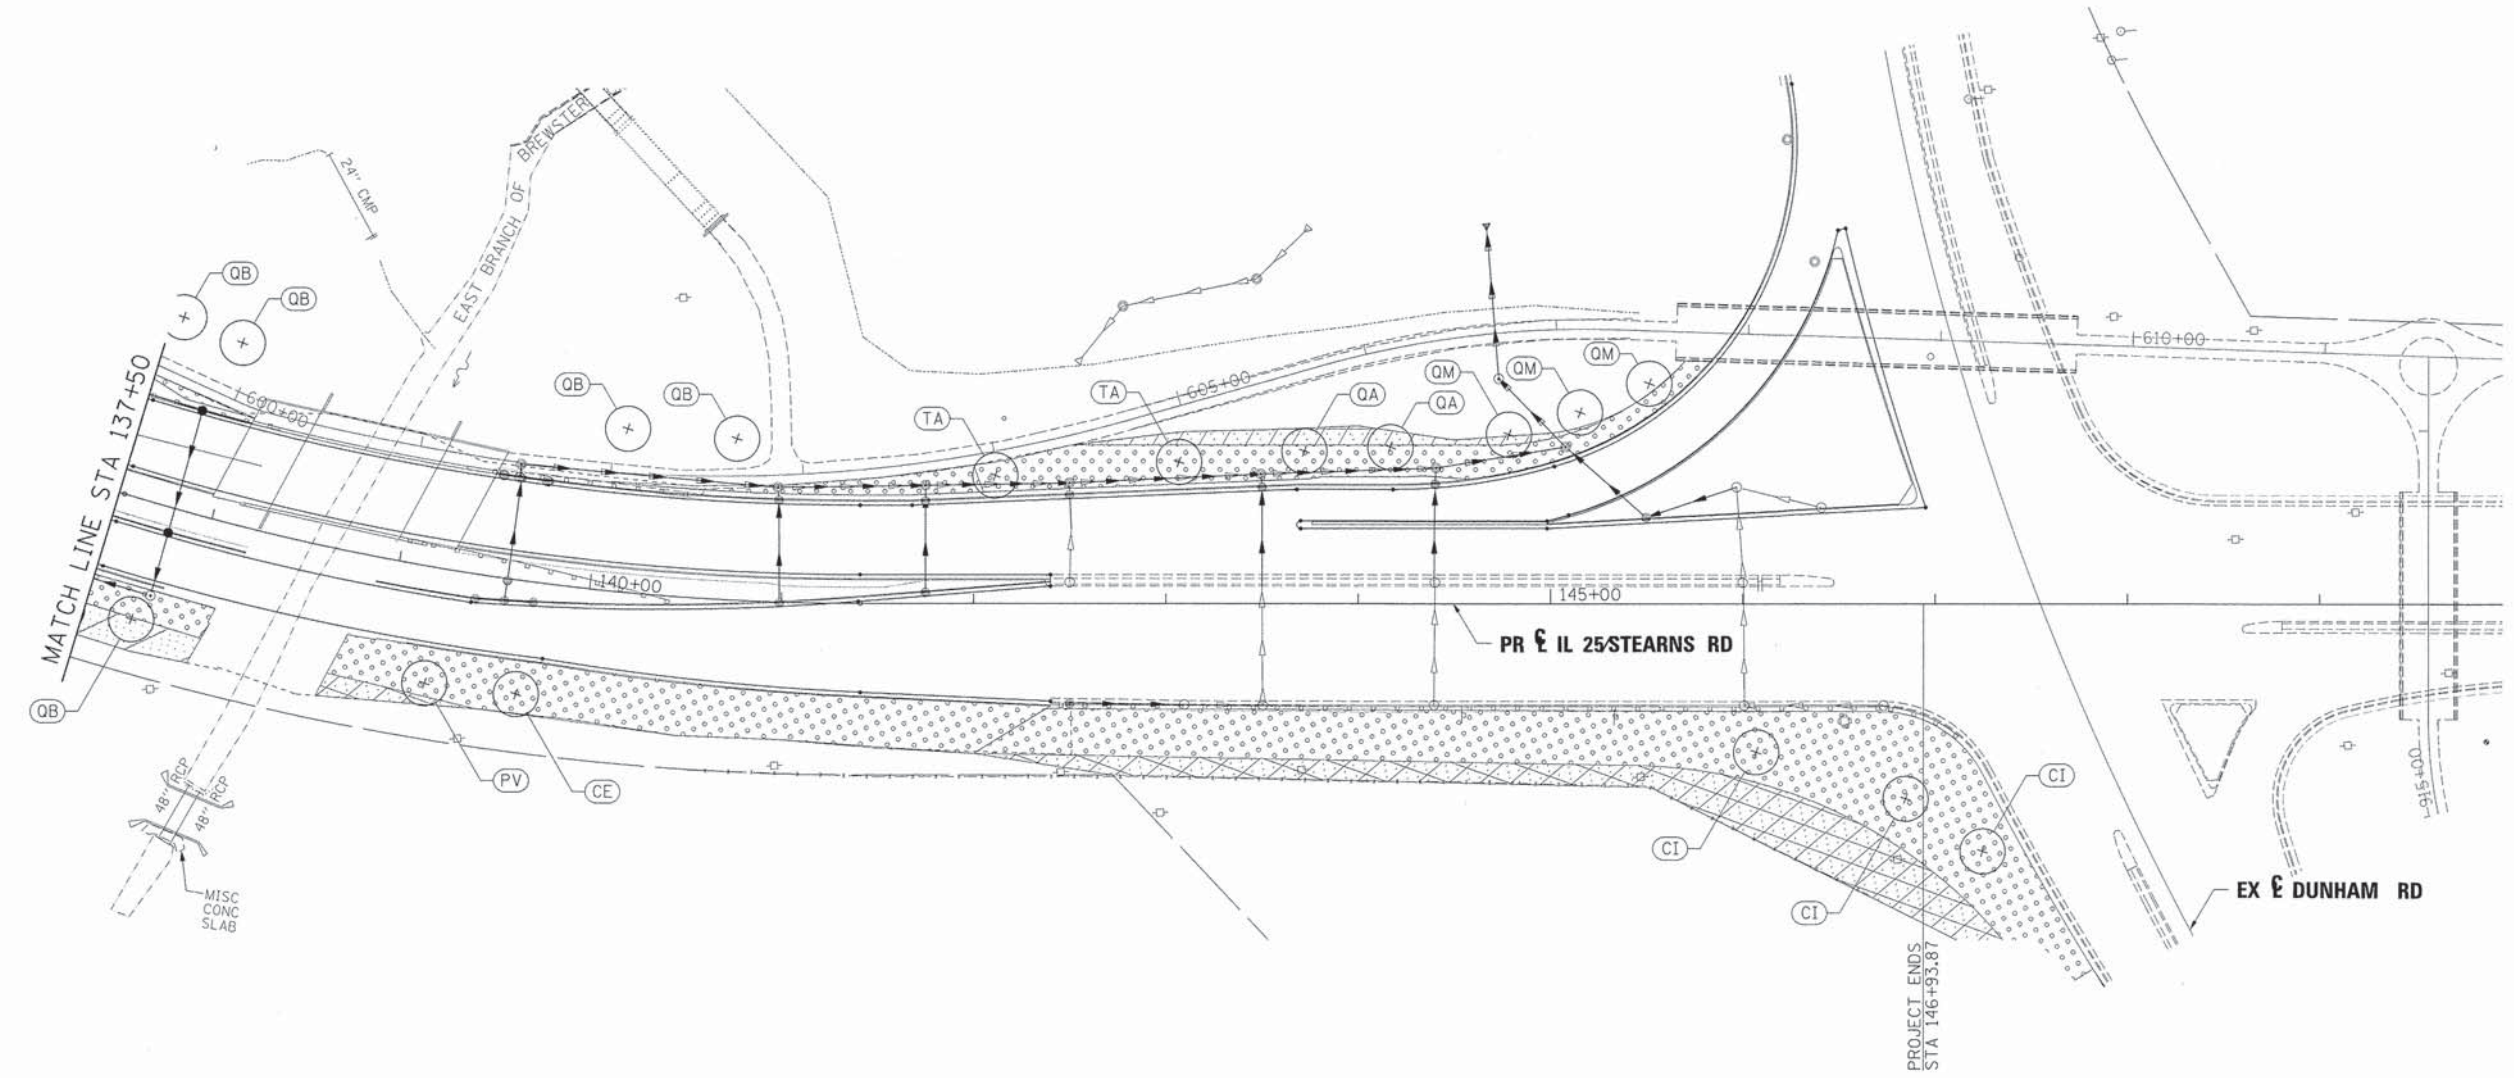 24" CMP
EAST BRANCH OF
BREWSTER
QB
QB
MATCH LINE STA 137+50
600+00
QB
QB
TA
TA
605+00
QA
QA
QM
QM
QM
610+00
140+00
145+00
PR ℄ IL 25/STEARNS RD
QB
PV
CE
CI
CI
CI
48" RCP
48" RCP
MISC
CONC
SLAB
915+00
EX ℄ DUNHAM RD
PROJECT ENDS
STA 146+93.87